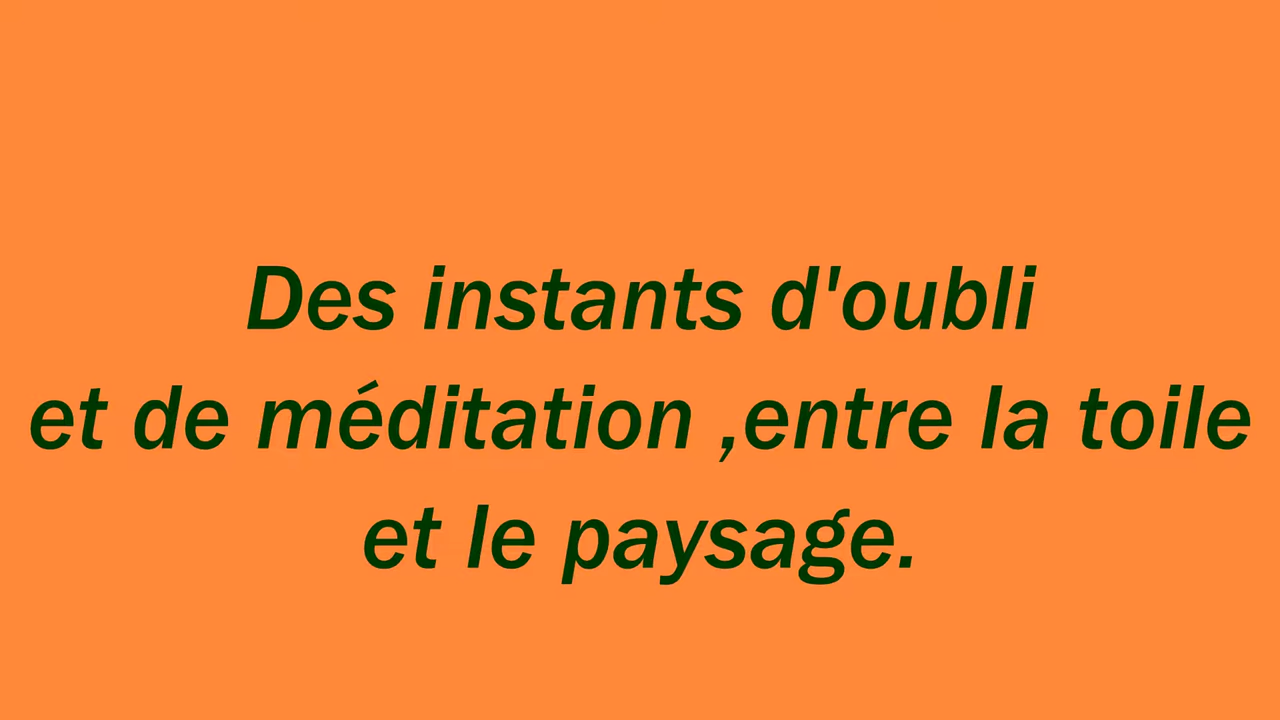 Des instants d'oubli
et de méditation ,entre la toile
et le paysage.